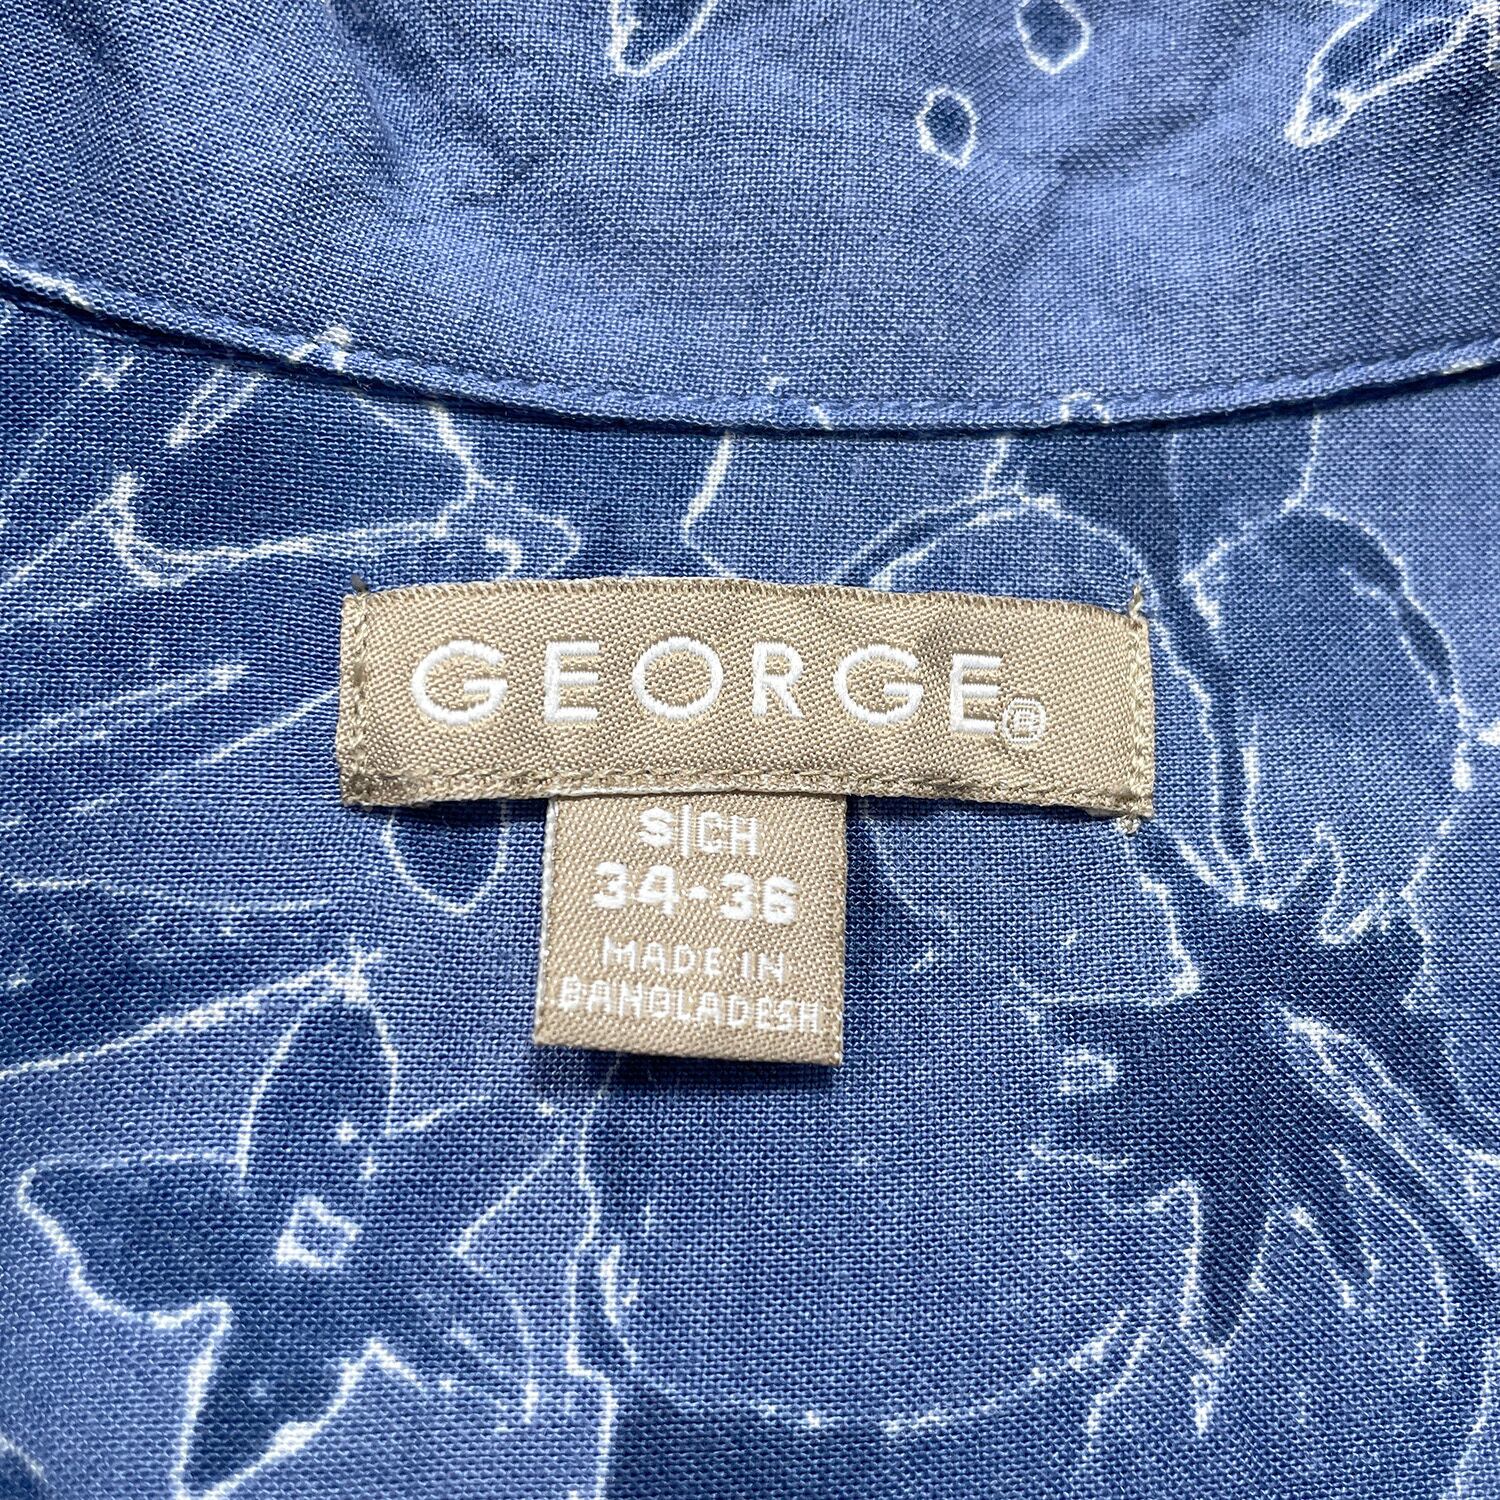 GEORGE®
S|CH
34-36
MADE IN
BANGLADESH